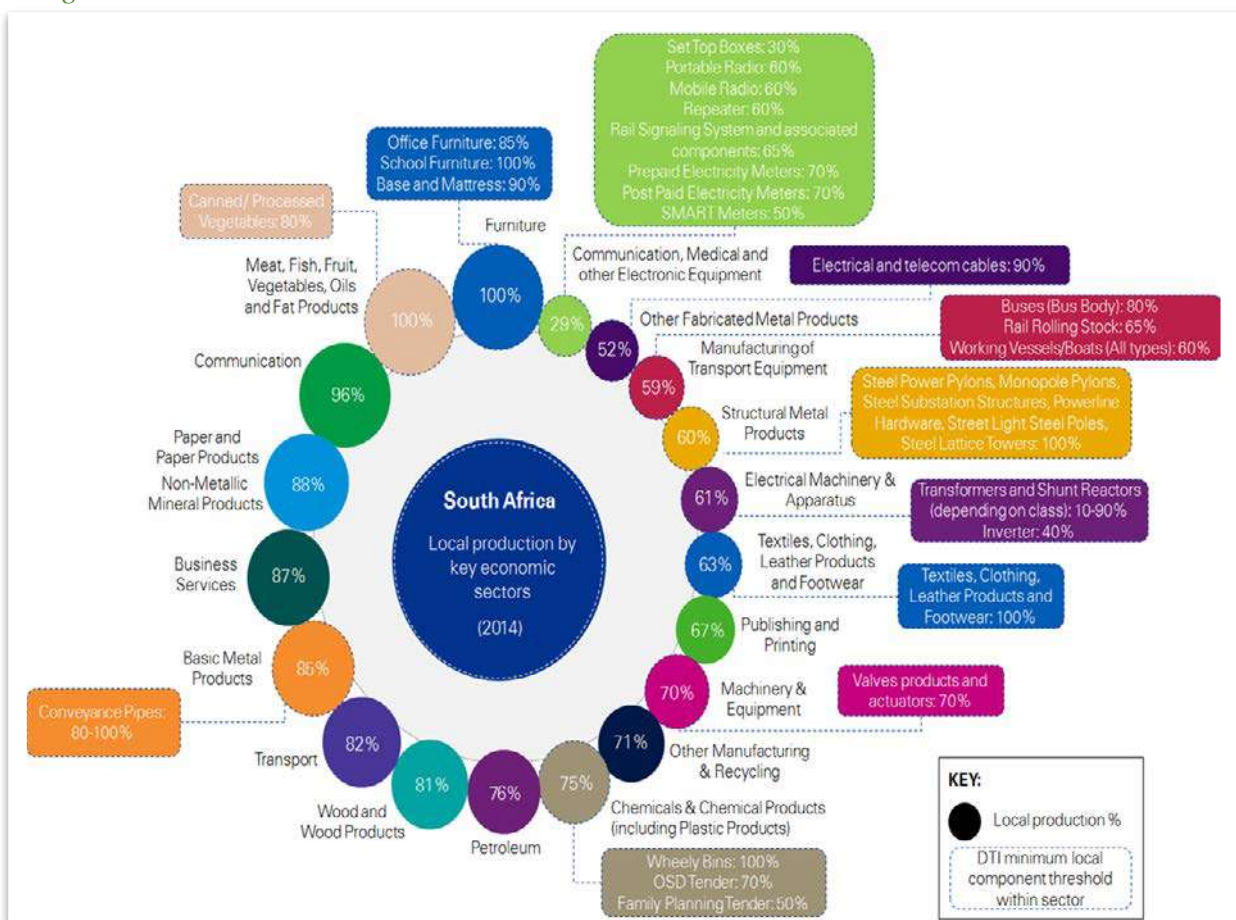 Set Top Boxes: 30%
Portable Radio: 60%
Mobile Radio: 60%
Repeater: 60%
Rail Signaling System and associated
components: 65%
Prepaid Electricity Meters: 70%
Post Paid Electricity Meters: 70%
SMART Meters: 50%
Office Furniture: 85%
School Furniture: 100%
Base and Mattress: 90%
Canned/ Processed
Vegetables: 80%
Furniture
100%
Communication, Medical and
other Electronic Equipment
29%
Electrical and telecom cables: 90%
Other Fabricated Metal Products
52%
Buses (Bus Body): 80%
Rail Rolling Stock: 65%
Working Vessels/Boats (All types): 60%
Manufacturing of
Transport Equipment
59%
Steel Power Pylons, Monopole Pylons,
Steel Substation Structures, Powerline
Hardware, Street Light Steel Poles,
Steel Lattice Towers: 100%
Structural Metal
Products
60%
Electrical Machinery &
Apparatus
61%
Transformers and Shunt Reactors
(depending on class): 10-90%
Inverter: 40%
Textiles, Clothing,
Leather Products
and Footwear
63%
Textiles, Clothing,
Leather Products and
Footwear: 100%
Publishing and
Printing
67%
Machinery &
Equipment
70%
Valves products and
actuators: 70%
Other Manufacturing
& Recycling
71%
Chemicals & Chemical Products
(including Plastic Products)
75%
Wheely Bins: 100%
OSD Tender: 70%
Family Planning Tender: 50%
Petroleum
76%
Wood and
Wood Products
81%
Transport
82%
Basic Metal
Products
85%
Conveyance Pipes:
80-100%
Business
Services
87%
Paper and
Paper Products
Non-Metallic
Mineral Products
88%
Communication
96%
Meat, Fish, Fruit,
Vegetables, Oils
and Fat Products
100%
South Africa
Local production by
key economic
sectors
(2014)
KEY:
Local production %
DTI minimum local
component threshold
within sector